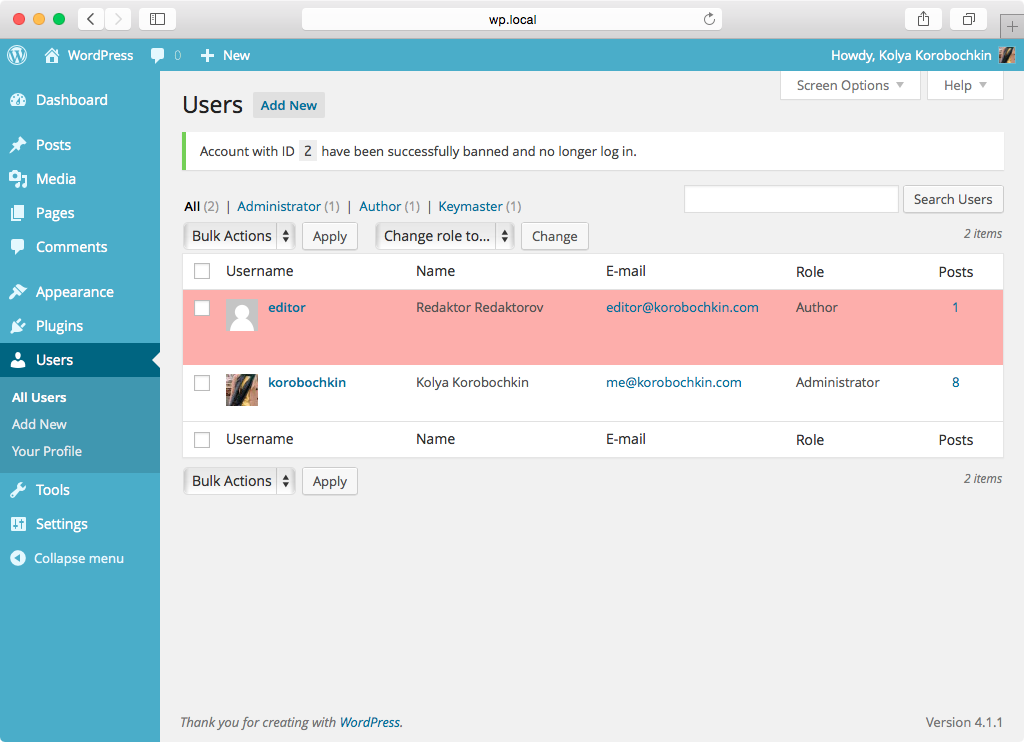 wp.local
WordPress 0 New Howdy, Kolya Korobochkin
Screen Options Help
Dashboard
Posts
Media
Pages
Comments
Appearance
Plugins
Users
All Users
Add New
Your Profile
Tools
Settings
Collapse menu
Users Add New
Account with ID 2 have been successfully banned and no longer log in.
All (2) | Administrator (1) | Author (1) | Keymaster (1)
Search Users
Bulk Actions Apply Change role to... Change
2 items
Username Name E-mail Role Posts
editor Redaktor Redaktorov editor@korobochkin.com Author 1
korobochkin Kolya Korobochkin me@korobochkin.com Administrator 8
Username Name E-mail Role Posts
Bulk Actions Apply
2 items
Thank you for creating with WordPress.
Version 4.1.1